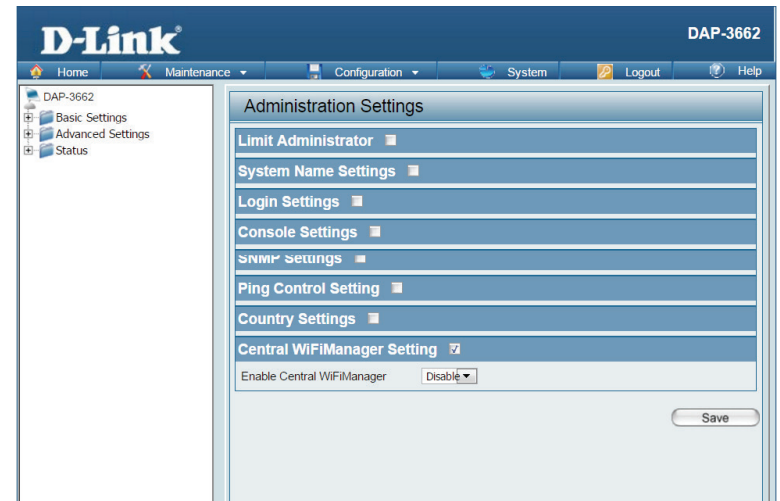 D-Link®
DAP-3662
Home Maintenance Configuration System Logout Help
DAP-3662
Basic Settings
Advanced Settings
Status
Administration Settings
Limit Administrator
System Name Settings
Login Settings
Console Settings
SNMP Settings
Ping Control Setting
Country Settings
Central WiFiManager Setting
Enable Central WiFiManager Disable
Save